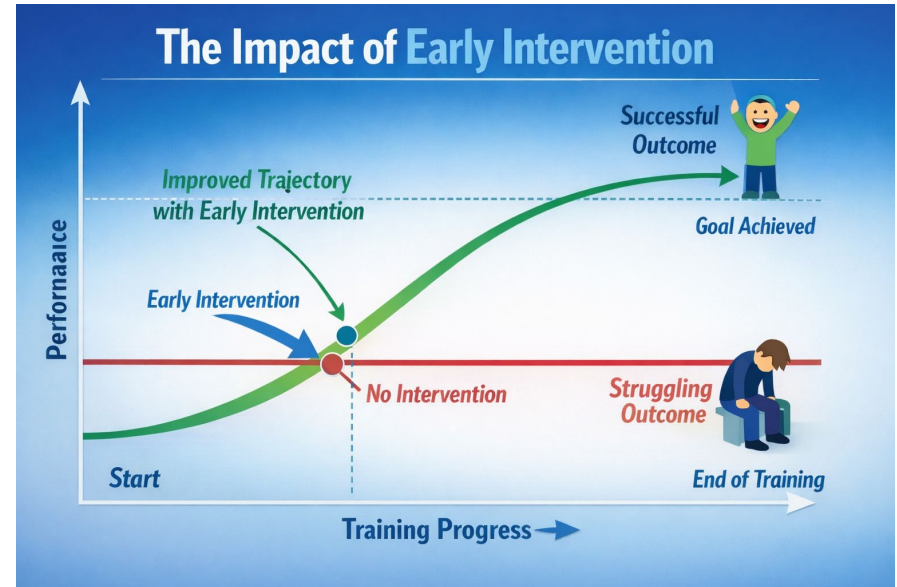 The Impact of Early Intervention
Successful
Outcome
Improved Trajectory
with Early Intervention
Goal Achieved
Early Intervention
Perfornaaice
No Intervention
Struggling
Outcome
Start
End of Training
Training Progress